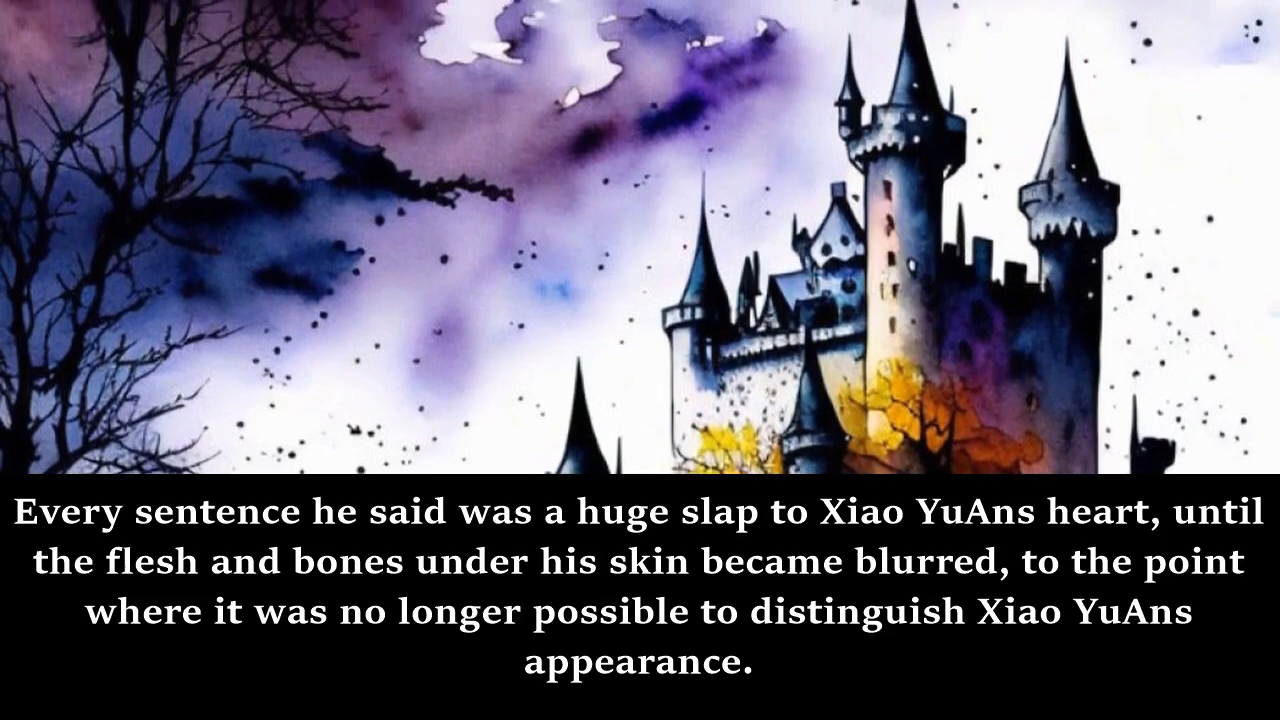 Every sentence he said was a huge slap to Xiao YuAns heart, until
the flesh and bones under his skin became blurred, to the point
where it was no longer possible to distinguish Xiao YuAns
appearance.